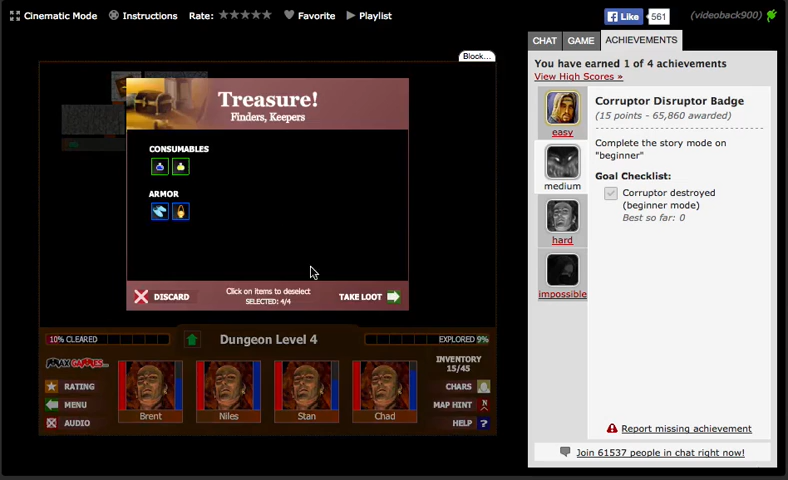 Cinematic Mode
Instructions
Rate:
Favorite
Playlist
Like
561
(videoback900)
CHAT
GAME
ACHIEVEMENTS
Block...
You have earned 1 of 4 achievements
View High Scores »
easy
medium
hard
impossible
Corruptor Disruptor Badge
(15 points - 65,860 awarded)
Complete the story mode on
"beginner"
Goal Checklist:
Corruptor destroyed
(beginner mode)
Best so far: 0
Report missing achievement
Join 61537 people in chat right now!
Treasure!
Finders, Keepers
CONSUMABLES
ARMOR
DISCARD
Click on items to deselect
SELECTED: 4/4
TAKE LOOT
10% CLEARED
Dungeon Level 4
EXPLORED 9%
RATING
MENU
AUDIO
Brent
Niles
Stan
Chad
INVENTORY
15/45
CHARS
MAP HINT
N
HELP
?